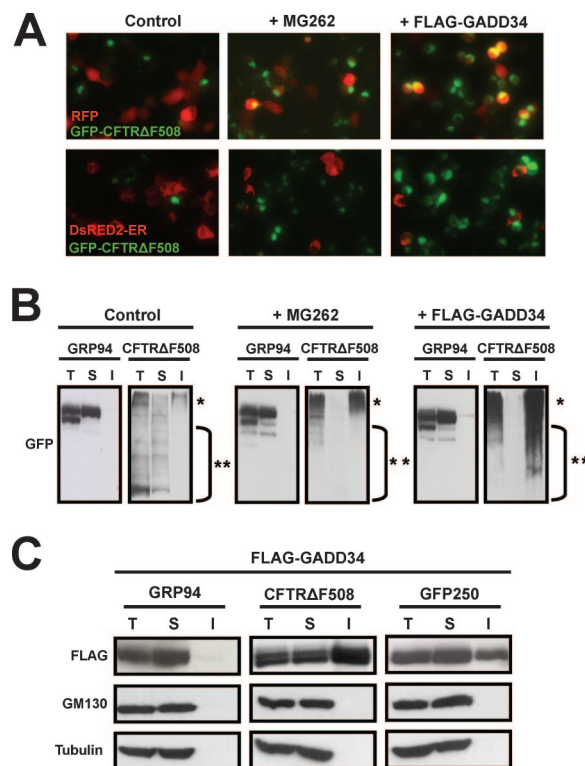 A
Control
+ MG262
+ FLAG-GADD34
RFP
GFP-CFTRΔF508
DsRED2-ER
GFP-CFTRΔF508
B
Control
+ MG262
+ FLAG-GADD34
GRP94 CFTRΔF508
GRP94 CFTRΔF508
GRP94 CFTRΔF508
T S I T S I
T S I T S I
T S I T S I
GFP
*
**
*
**
*
**
C
FLAG-GADD34
GRP94
CFTRΔF508
GFP250
T S I
T S I
T S I
FLAG
GM130
Tubulin